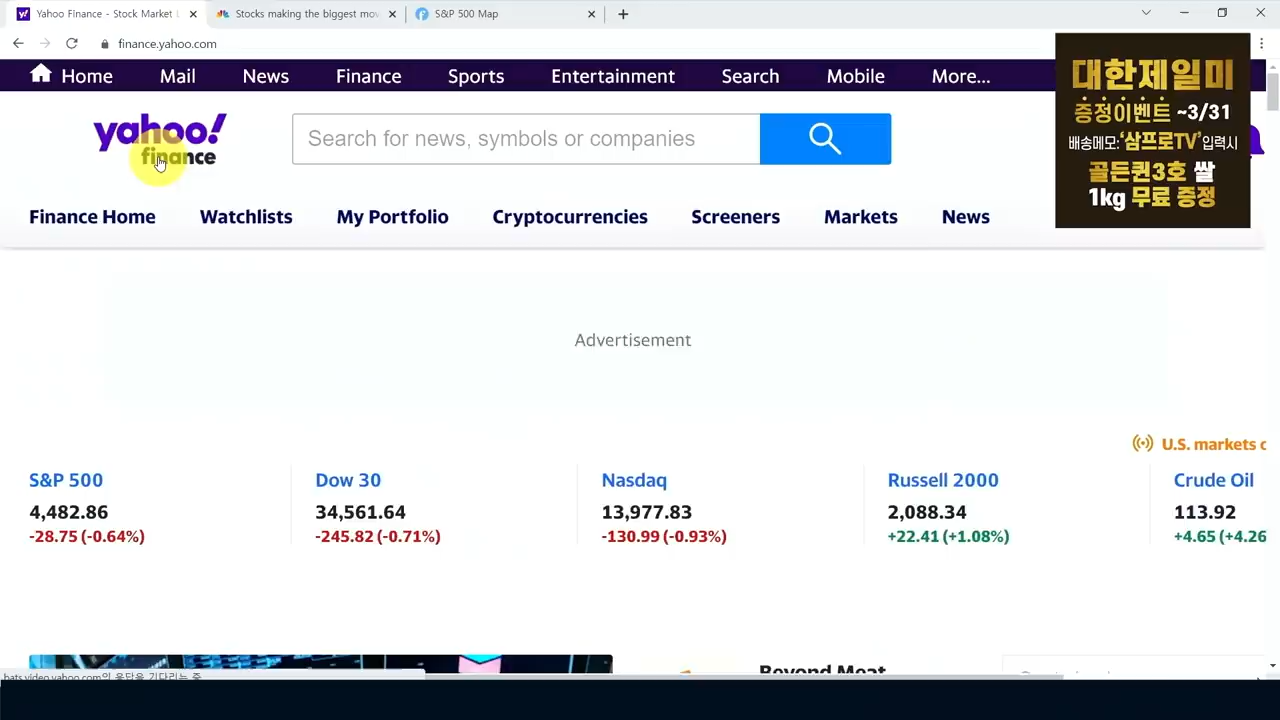 Yahoo Finance - Stock Market L
Stocks making the biggest mov
S&P 500 Map
finance.yahoo.com
Home Mail News Finance Sports Entertainment Search Mobile More...
yahoo!
finance
Search for news, symbols or companies
대한제일미
증정이벤트 ~3/31
배송메모:'삼프로TV'입력시
골든퀸3호 쌀
1kg 무료 증정
Finance Home Watchlists My Portfolio Cryptocurrencies Screeners Markets News
Advertisement
U.S. markets c
S&P 500 Dow 30 Nasdaq Russell 2000 Crude Oil
4,482.86 34,561.64 13,977.83 2,088.34 113.92
-28.75 (-0.64%) -245.82 (-0.71%) -130.99 (-0.93%) +22.41 (+1.08%) +4.65 (+4.26
Beyond Meat